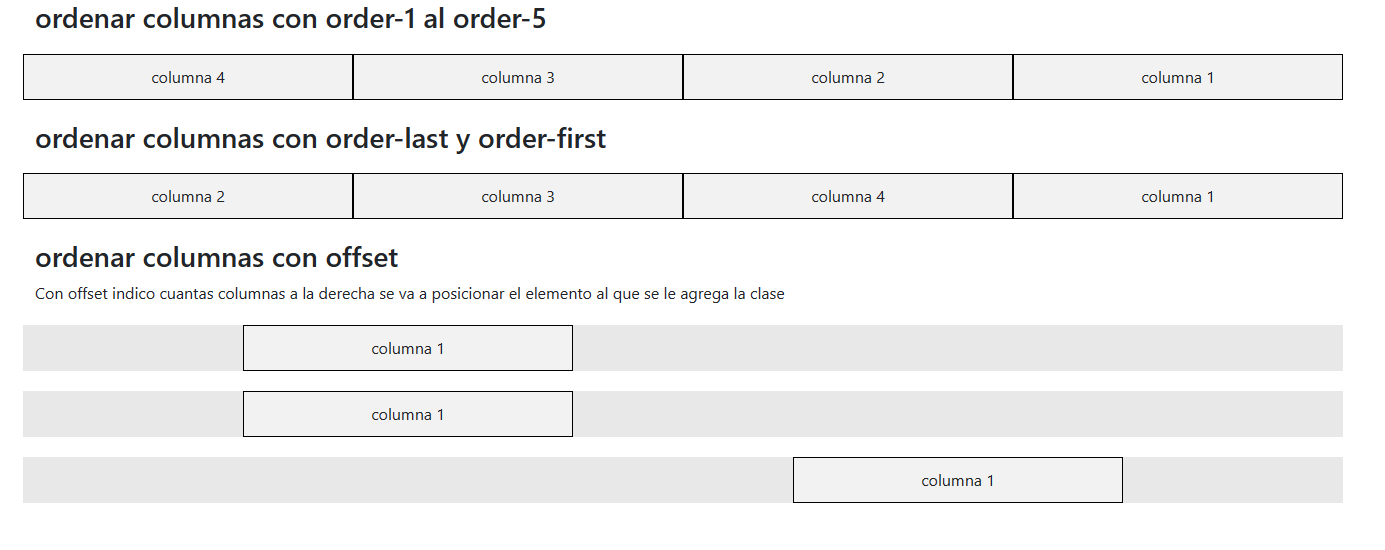 ordenar columnas con order-1 al order-5
columna 4 columna 3 columna 2 columna 1
ordenar columnas con order-last y order-first
columna 2 columna 3 columna 4 columna 1
ordenar columnas con offset
Con offset indico cuantas columnas a la derecha se va a posicionar el elemento al que se le agrega la clase
columna 1
columna 1
columna 1